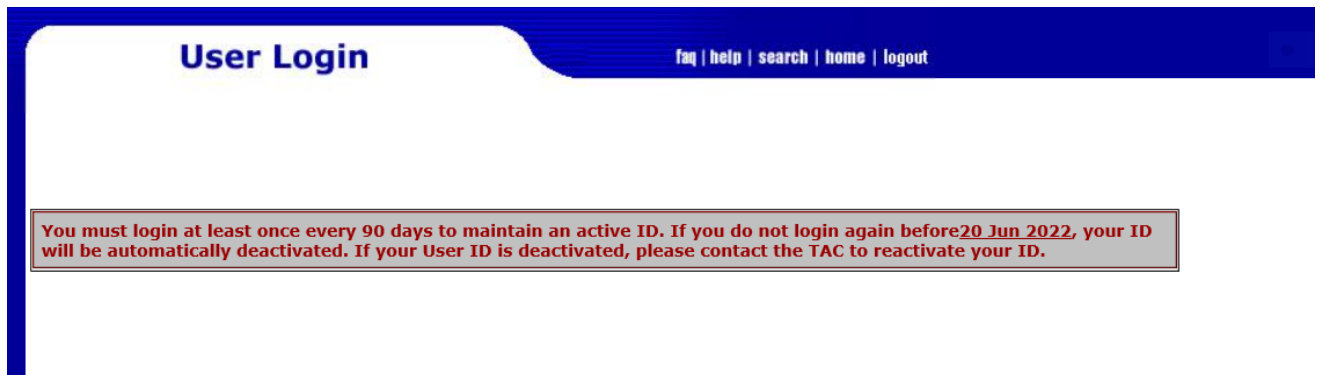 User Login
faq | help | search | home | logout
You must login at least once every 90 days to maintain an active ID. If you do not login again before20 Jun 2022, your ID
will be automatically deactivated. If your User ID is deactivated, please contact the TAC to reactivate your ID.